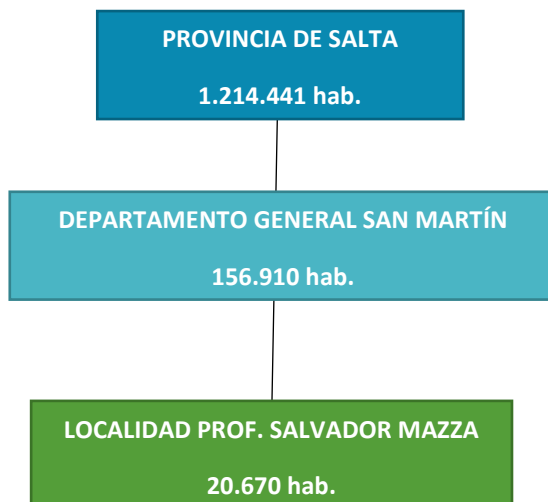 PROVINCIA DE SALTA
1.214.441 hab.
DEPARTAMENTO GENERAL SAN MARTÍN
156.910 hab.
LOCALIDAD PROF. SALVADOR MAZZA
20.670 hab.